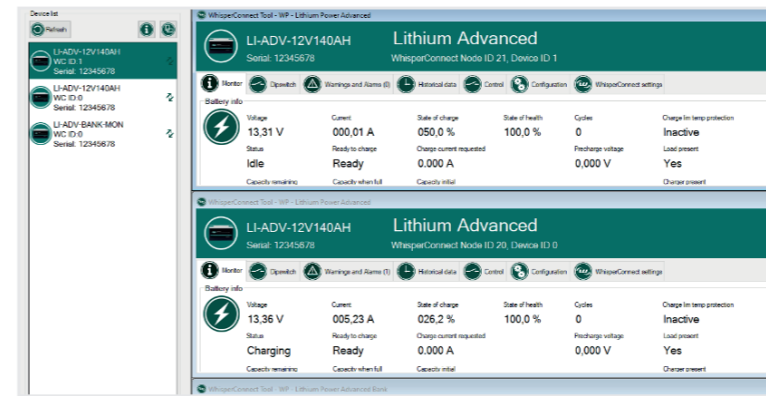 Device list
Refresh
LI-ADV-12V140AH
WC ID:1
Serial: 12345678
LI-ADV-12V140AH
WC ID:0
Serial: 12345678
LI-ADV-BANK-MON
WC ID:0
Serial: 12345678
WhisperConnect Tool - WP - Lithium Power Advanced
LI-ADV-12V140AH
Lithium Advanced
Serial: 12345678
WhisperConnect Node ID 21, Device ID 1
Monitor Dipswitch Warnings and Alarms (0) Historical data Control Configuration WhisperConnect settings
Battery info
Voltage Current State of charge State of health Cycles Charge lim temp protection
13,31 V 000,01 A 050,0 % 100,0 % 0 Inactive
Status Ready to charge Charge current requested Precharge voltage Load present
Idle Ready 0.000 A 0,000 V Yes
Capacity remaining Capacity when full Capacity initial Charger present
WhisperConnect Tool - WP - Lithium Power Advanced
LI-ADV-12V140AH
Lithium Advanced
Serial: 12345678
WhisperConnect Node ID 20, Device ID 0
Monitor Dipswitch Warnings and Alarms (1) Historical data Control Configuration WhisperConnect settings
Battery info
Voltage Current State of charge State of health Cycles Charge lim temp protection
13,36 V 005,23 A 026,2 % 100,0 % 0 Inactive
Status Ready to charge Charge current requested Precharge voltage Load present
Charging Ready 0.000 A 0,000 V Yes
Capacity remaining Capacity when full Capacity initial Charger present
WhisperConnect Tool - WP - Lithium Power Advanced Bank